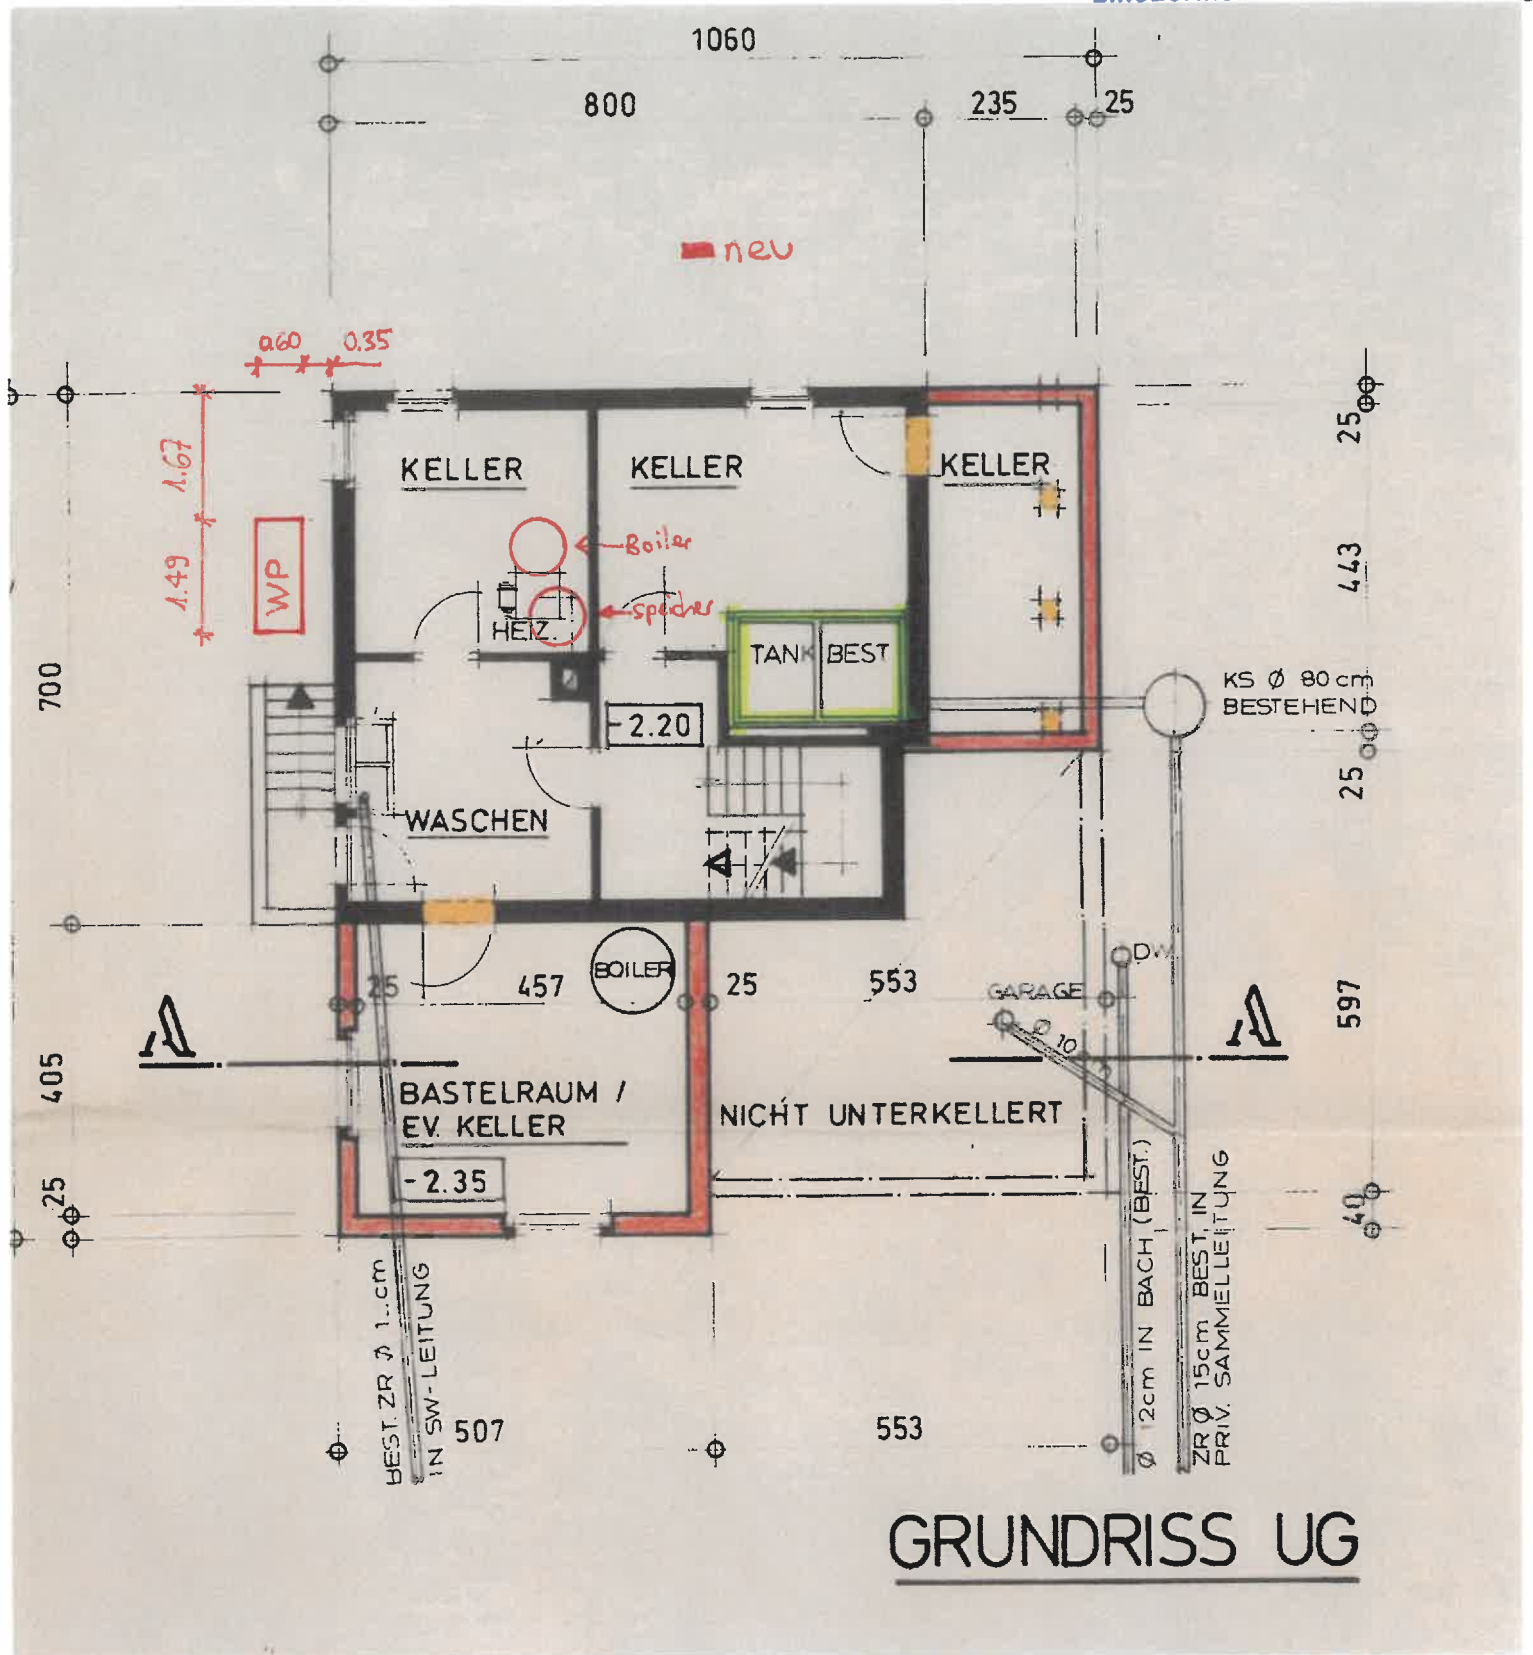 1060
800
235
25
neu
0.60
0.35
1.67
1.49
WP
KELLER
KELLER
KELLER
Boiler
Speicher
HEIZ.
TANK BEST
-2.20
WASCHEN
KS Ø 80cm
BESTEHEND
25
443
25
597
40
700
405
25
25
457
BOILER
25
553
DW
GARAGE
Ø 10
A
A
BASTELRAUM /
EV. KELLER
-2.35
NICHT UNTERKELLERT
BEST. ZR Ø
cm
IN SW-LEITUNG
Ø 12cm IN BACH (BEST.)
ZR Ø 15cm BEST. IN
PRIV. SAMMELLEITUNG
507
553
GRUNDRISS UG